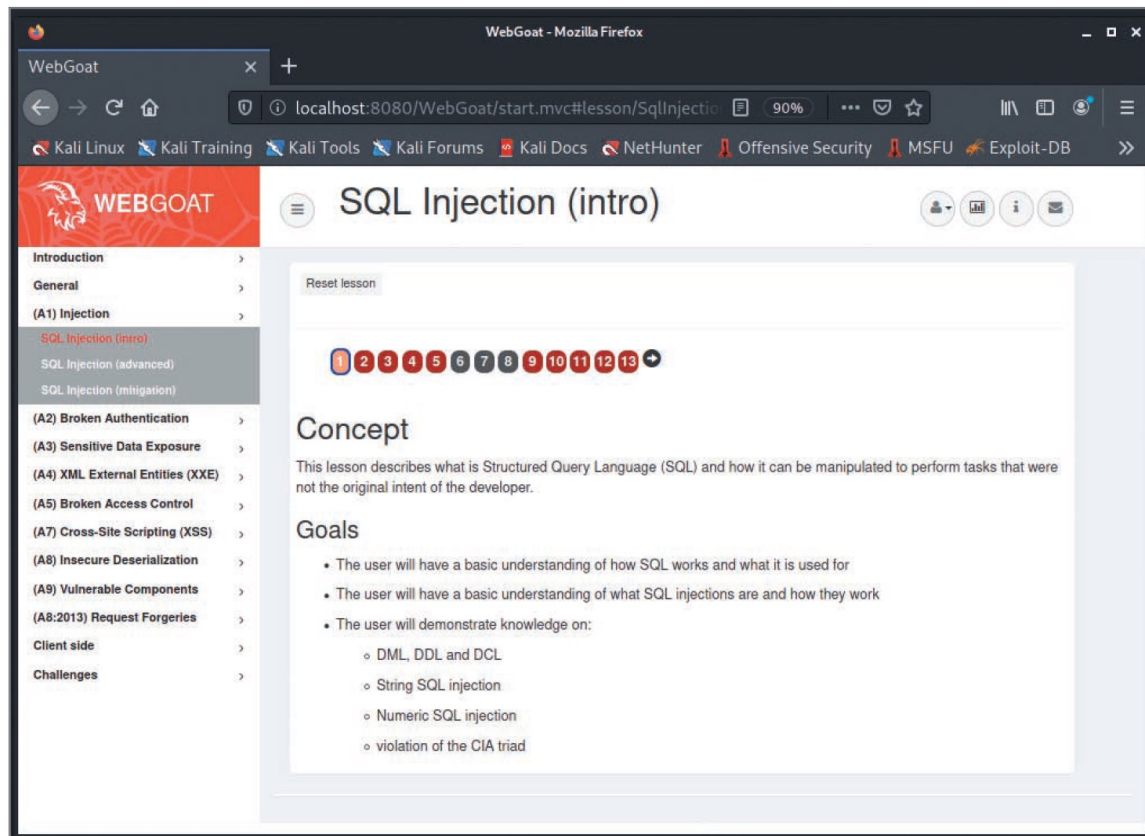 WebGoat - Mozilla Firefox
WebGoat
localhost:8080/WebGoat/start.mvc#lesson/SqlInjectio
90%
Kali Linux Kali Training Kali Tools Kali Forums Kali Docs NetHunter Offensive Security MSFU Exploit-DB
WEBGOAT
SQL Injection (intro)
Introduction
General
(A1) Injection
SQL Injection (intro)
SQL Injection (advanced)
SQL Injection (mitigation)
(A2) Broken Authentication
(A3) Sensitive Data Exposure
(A4) XML External Entities (XXE)
(A5) Broken Access Control
(A7) Cross-Site Scripting (XSS)
(A8) Insecure Deserialization
(A9) Vulnerable Components
(A8:2013) Request Forgeries
Client side
Challenges
Reset lesson
1 2 3 4 5 6 7 8 9 10 11 12 13
Concept
This lesson describes what is Structured Query Language (SQL) and how it can be manipulated to perform tasks that were
not the original intent of the developer.
Goals
• The user will have a basic understanding of how SQL works and what it is used for
• The user will have a basic understanding of what SQL injections are and how they work
• The user will demonstrate knowledge on:
◦ DML, DDL and DCL
◦ String SQL injection
◦ Numeric SQL injection
◦ violation of the CIA triad